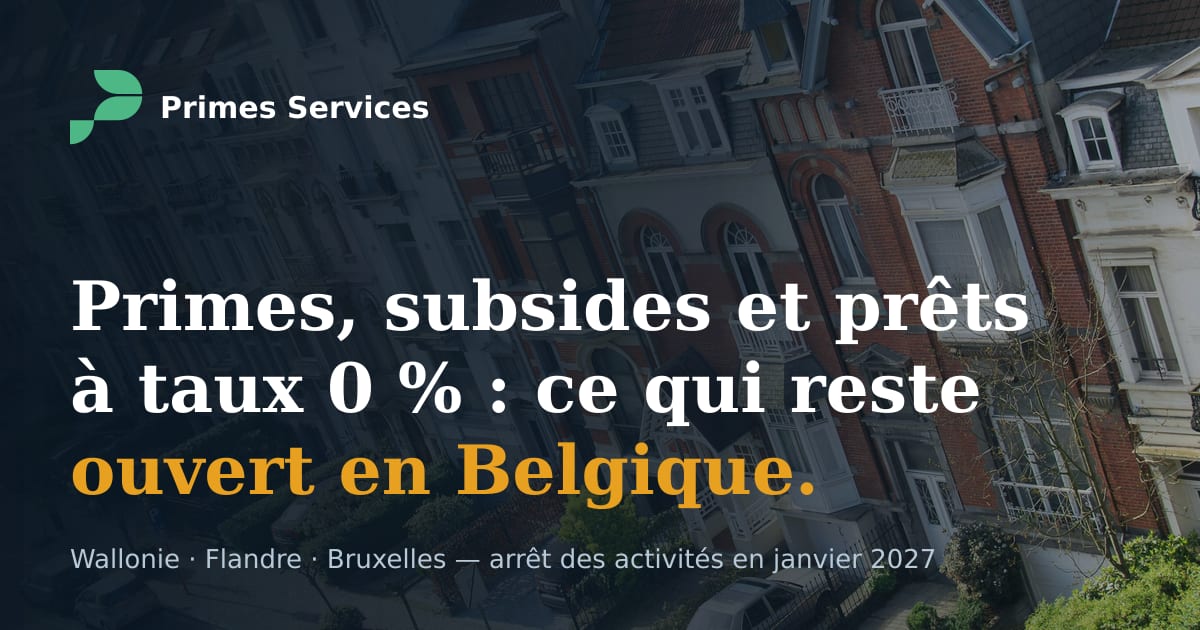 Primes Services
Primes, subsides et prêts
à taux 0 % : ce qui reste
ouvert en Belgique.
Wallonie · Flandre · Bruxelles — arrêt des activités en janvier 2027